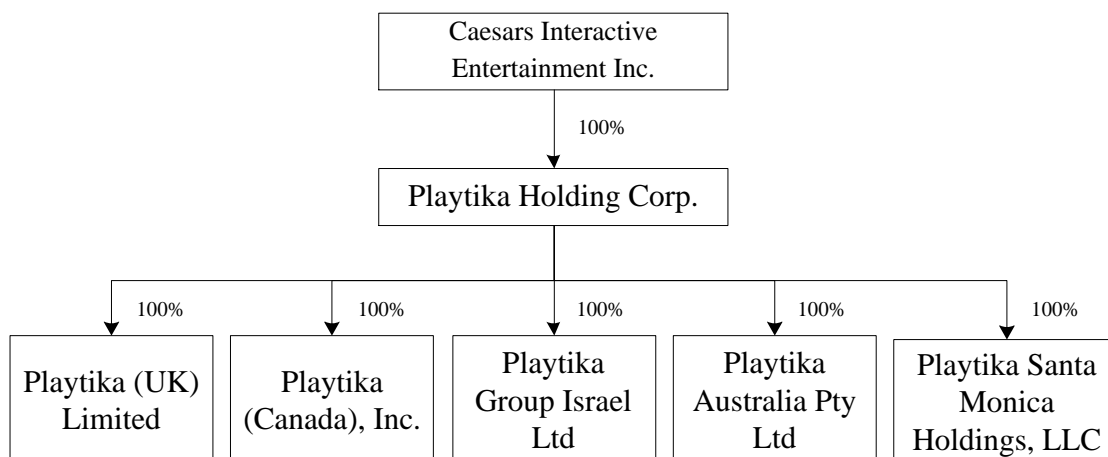 Caesars Interactive
Entertainment Inc.
100%
Playtika Holding Corp.
100%
100%
100%
100%
100%
Playtika (UK)
Limited
Playtika
(Canada), Inc.
Playtika
Group Israel
Ltd
Playtika
Australia Pty
Ltd
Playtika Santa
Monica
Holdings, LLC